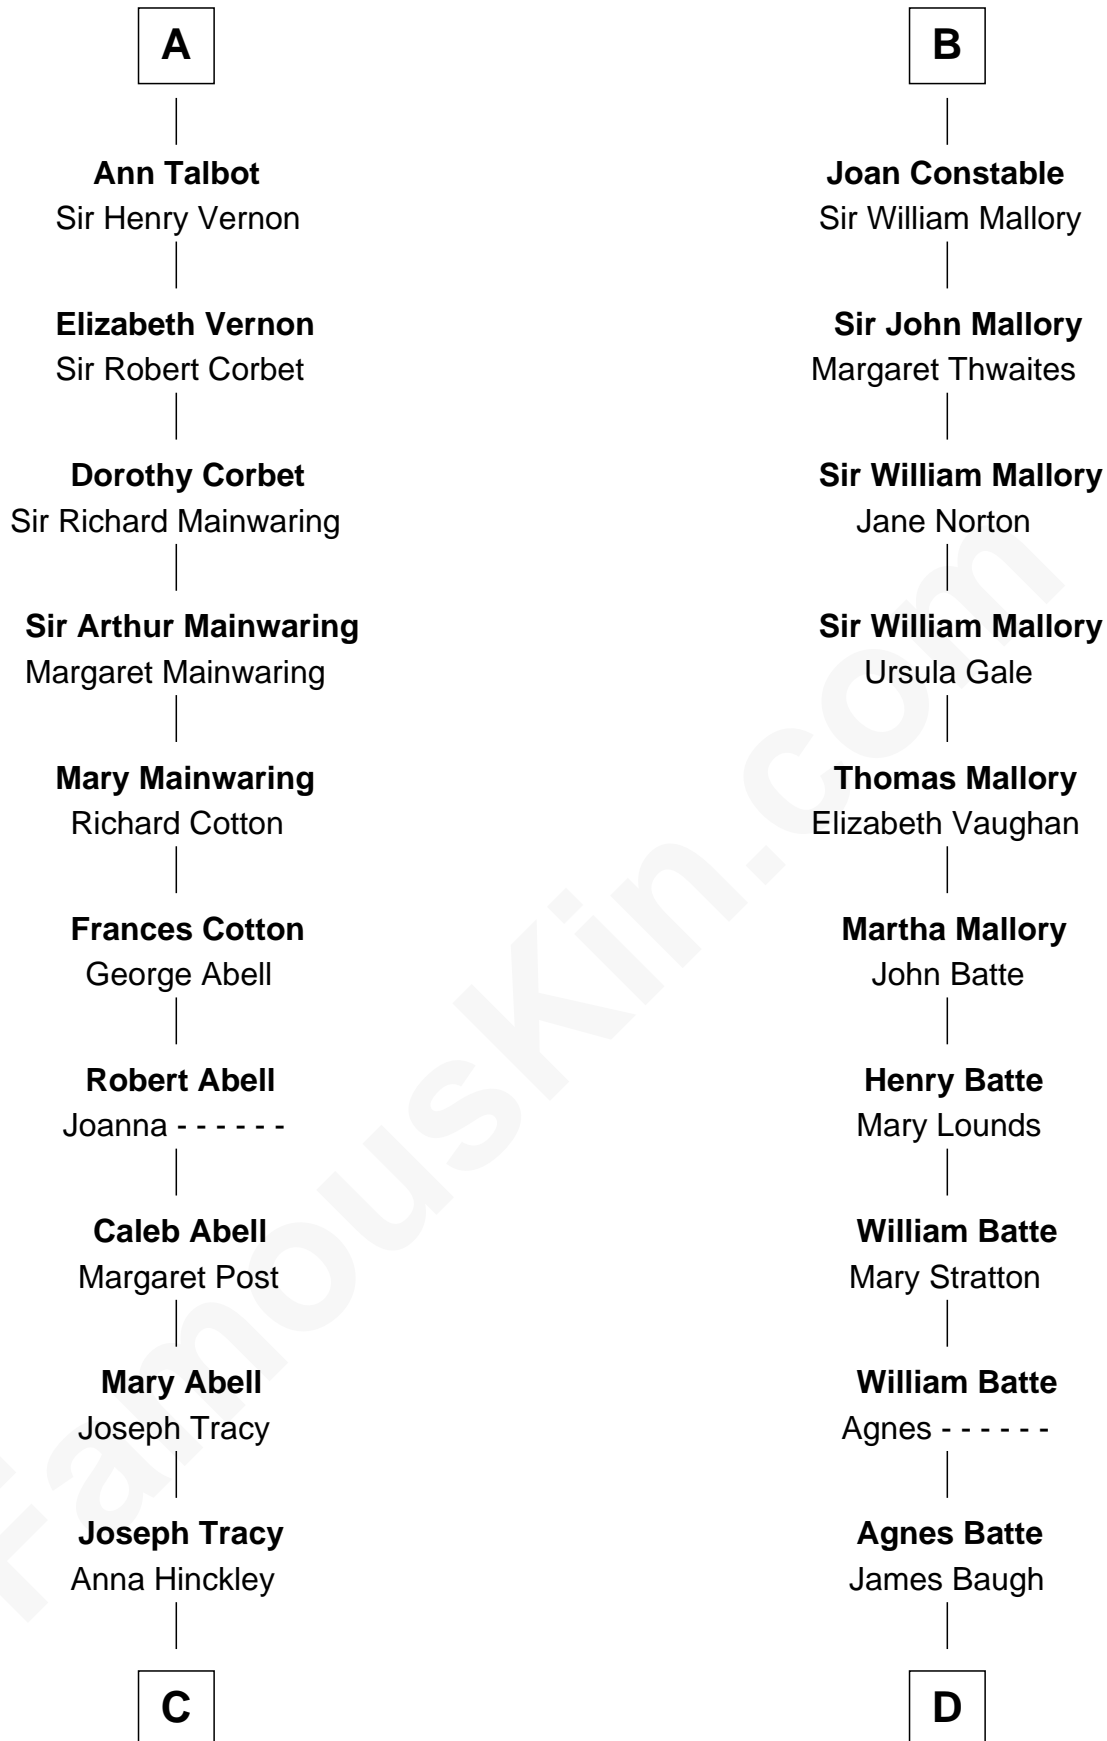 A
Ann Talbot
Sir Henry Vernon
Elizabeth Vernon
Sir Robert Corbet
Dorothy Corbet
Sir Richard Mainwaring
Sir Arthur Mainwaring
Margaret Mainwaring
Mary Mainwaring
Richard Cotton
Frances Cotton
George Abell
Robert Abell
Joanna - - - - - -
Caleb Abell
Margaret Post
Mary Abell
Joseph Tracy
Joseph Tracy
Anna Hinckley
C
B
Joan Constable
Sir William Mallory
Sir John Mallory
Margaret Thwaites
Sir William Mallory
Jane Norton
Sir William Mallory
Ursula Gale
Thomas Mallory
Elizabeth Vaughan
Martha Mallory
John Batte
Henry Batte
Mary Lounds
William Batte
Mary Stratton
William Batte
Agnes - - - - - -
Agnes Batte
James Baugh
D
FamousKin.com